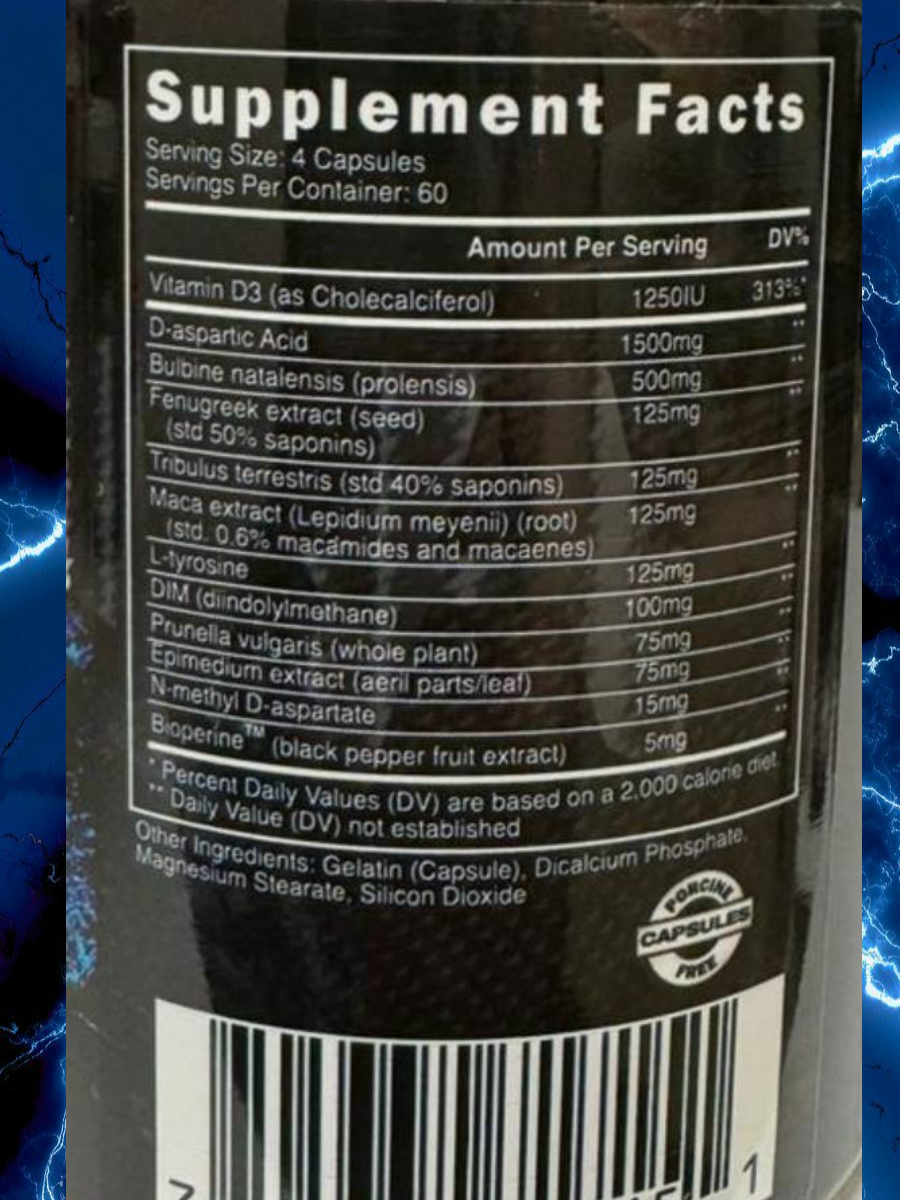 Supplement Facts
Serving Size: 4 Capsules
Servings Per Container: 60
Amount Per Serving DV%
Vitamin D3 (as Cholecalciferol) 1250IU 313%*
D-aspartic Acid 1500mg **
Bulbine natalensis (prolensis) 500mg **
Fenugreek extract (seed) 125mg **
(std 50% saponins)
Tribulus terrestris (std 40% saponins) 125mg **
Maca extract (Lepidium meyenii) (root) 125mg **
(std. 0.6% macamides and macaenes)
L-tyrosine 125mg **
DIM (diindolylmethane) 100mg **
Prunella vulgaris (whole plant) 75mg **
Epimedium extract (aeril parts/leaf) 75mg **
N-methyl D-aspartate 15mg **
Bioperine™ (black pepper fruit extract) 5mg **
* Percent Daily Values (DV) are based on a 2,000 calorie diet.
** Daily Value (DV) not established
Other Ingredients: Gelatin (Capsule), Dicalcium Phosphate,
Magnesium Stearate, Silicon Dioxide
PORCINE
CAPSULES
FREE
1